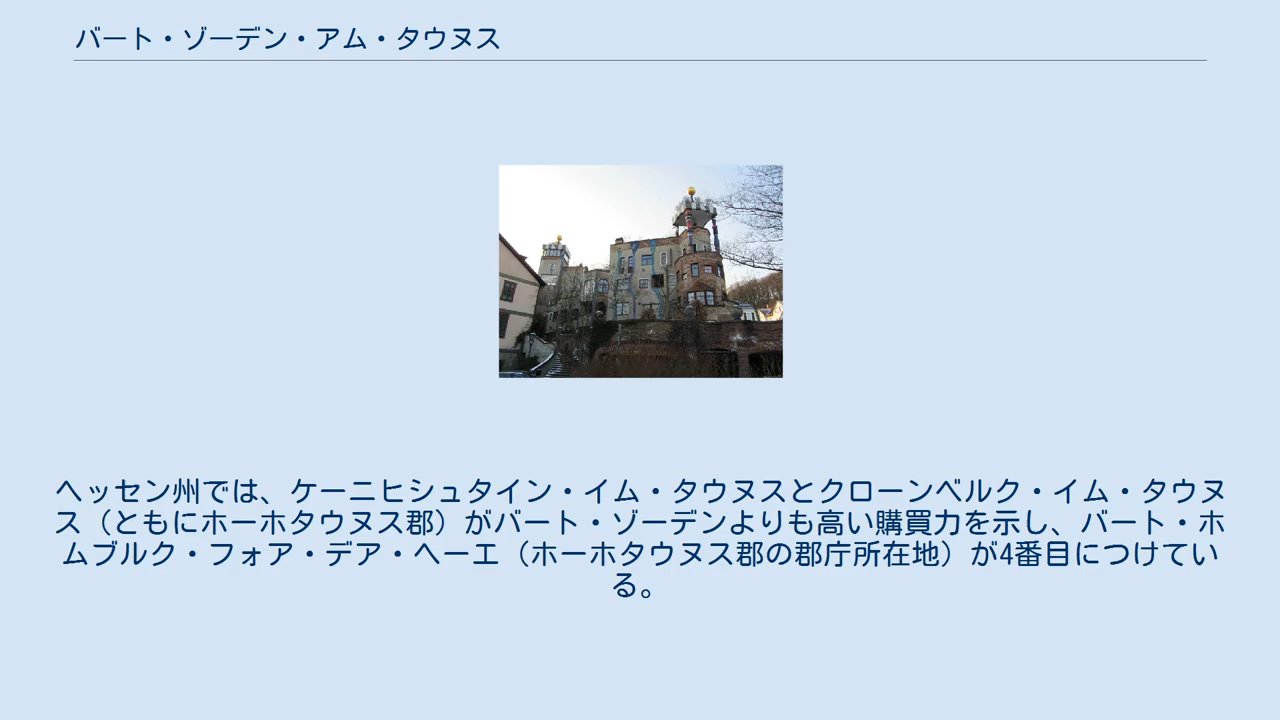 バート・ゾーデン・アム・タウヌス
ヘッセン州では、ケーニヒシュタイン・イム・タウヌスとクローンベルク・イム・タウヌ
ス（ともにホーホタウヌス郡）がバート・ゾーデンよりも高い購買力を示し、バート・ホ
ムブルク・フォア・デア・ヘーエ（ホーホタウヌス郡の郡庁所在地）が4番目につけてい
る。